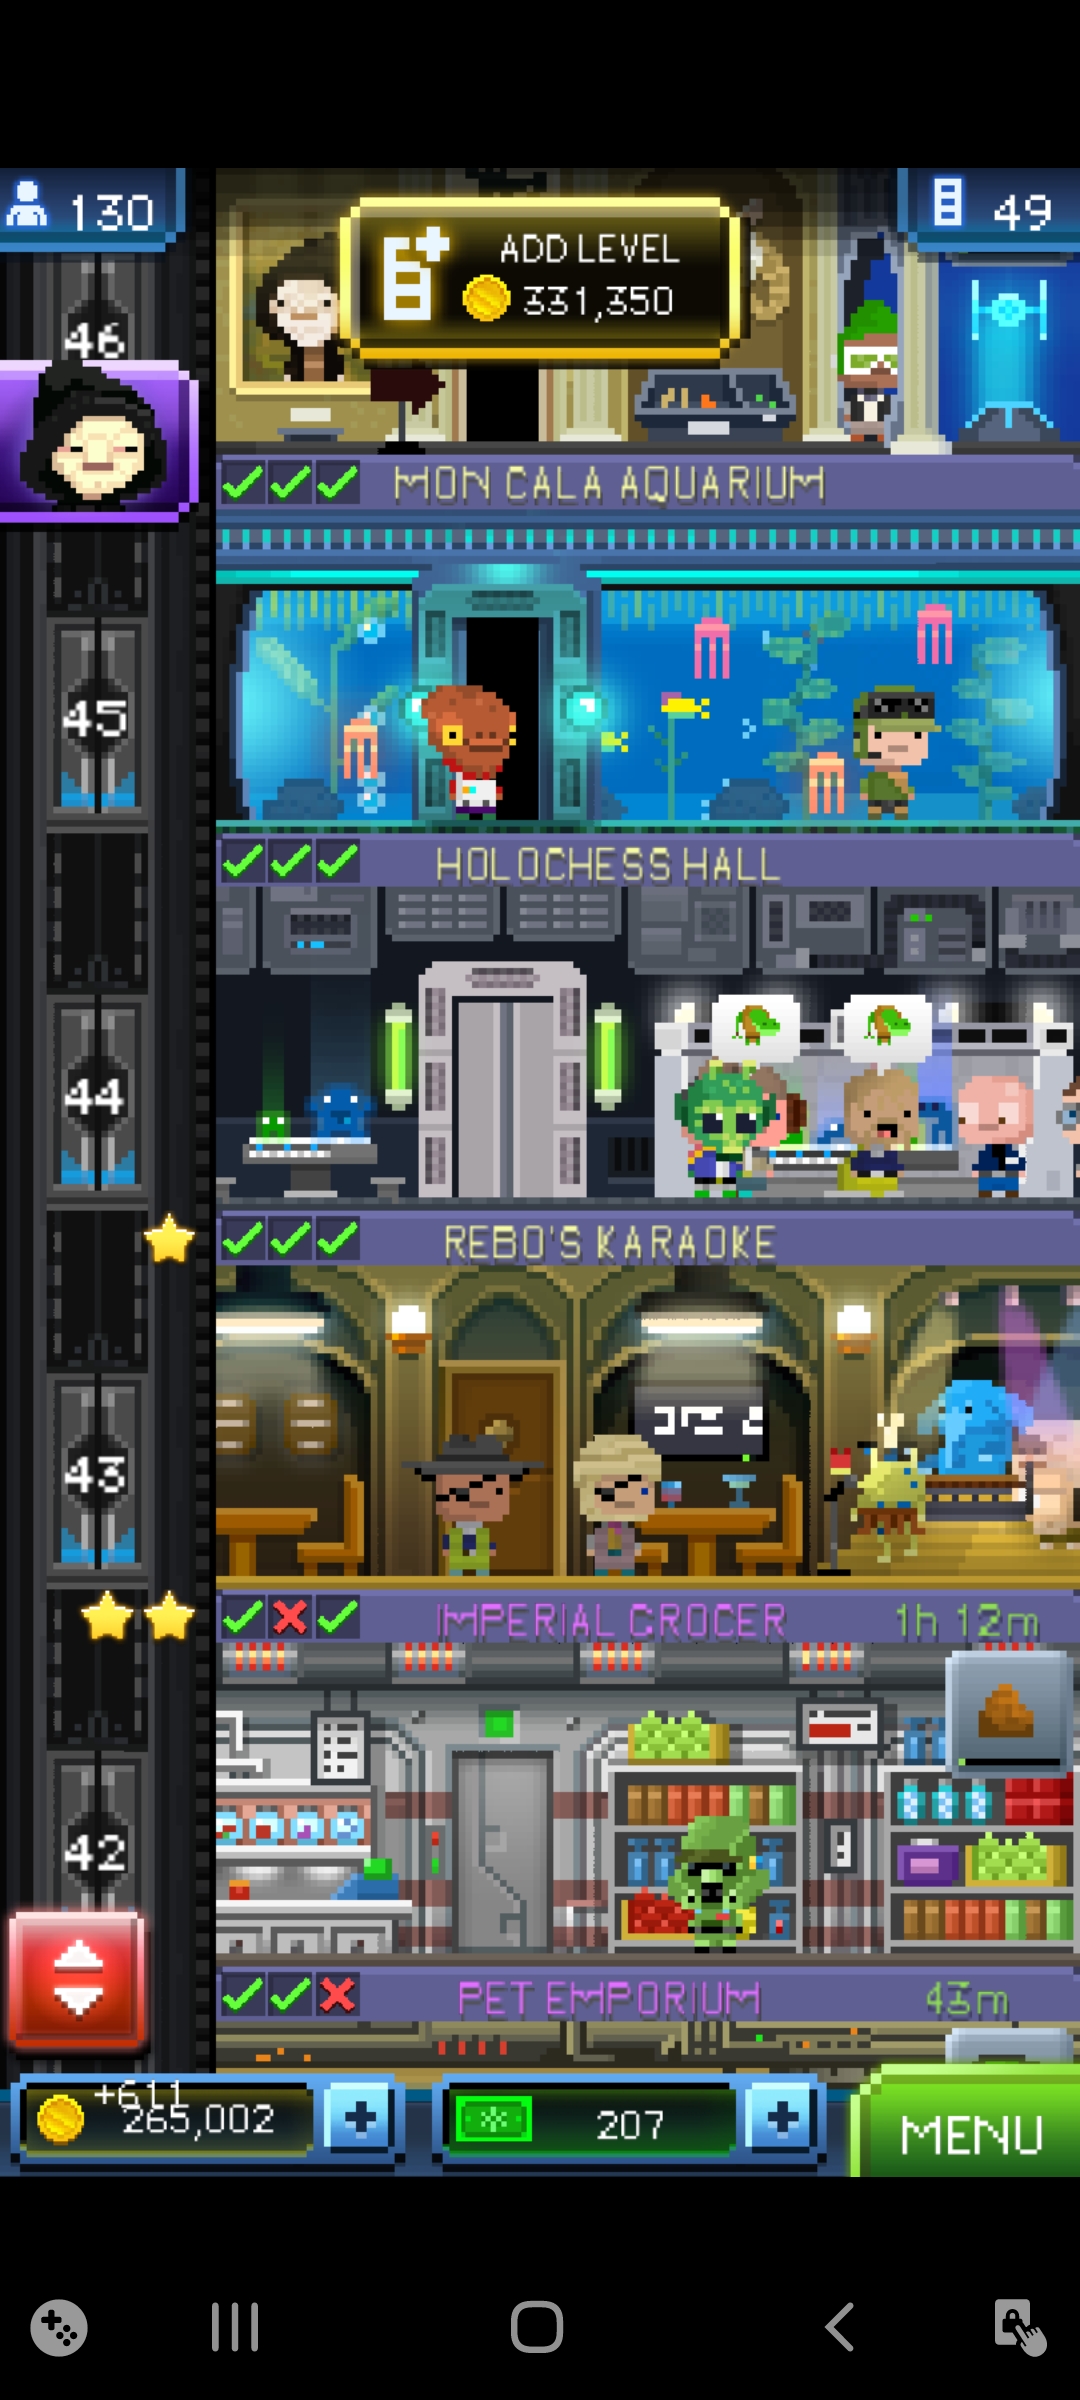 130
49
ADD LEVEL
331,350
46
MON CALA AQUARIUM
45
HOLOCHESS HALL
44
REBO'S KARAOKE
43
IMPERIAL GROCER 1h 12m
42
PET EMPORIUM 43m
+611
265,002
207
MENU